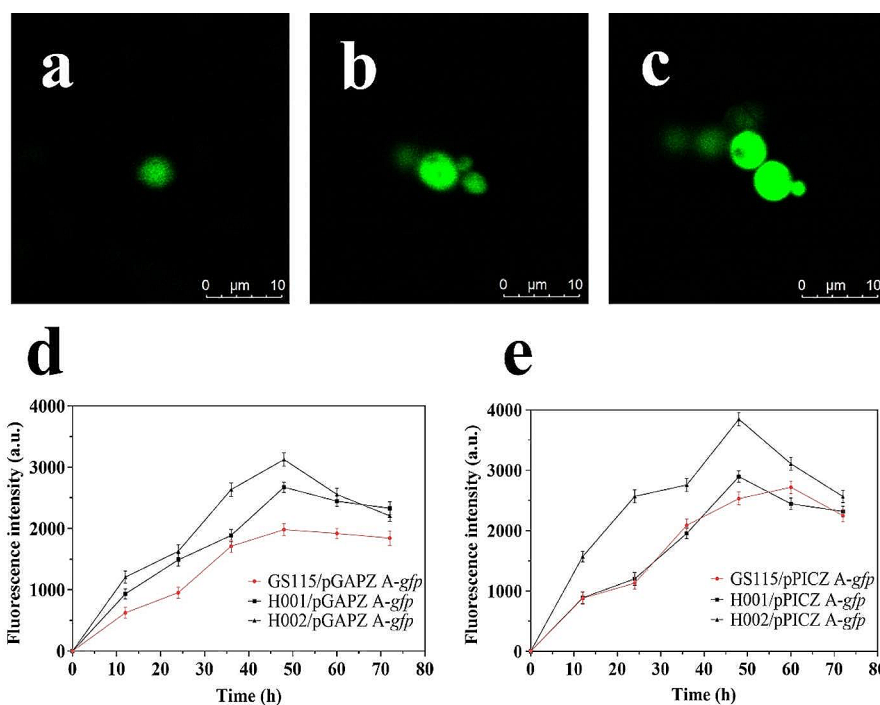 a b c
0 µm 10 0 µm 10 0 µm 10
d e
4000
3000
2000
1000
0
0 10 20 30 40 50 60 70 80
Fluorescence intensity (a.u.)
Time (h)
GS115/pGAPZ A-gfp
H001/pGAPZ A-gfp
H002/pGAPZ A-gfp
4000
3000
2000
1000
0
0 10 20 30 40 50 60 70 80
Fluorescence intensity (a.u.)
Time (h)
GS115/pPICZ A-gfp
H001/pPICZ A-gfp
H002/pPICZ A-gfp